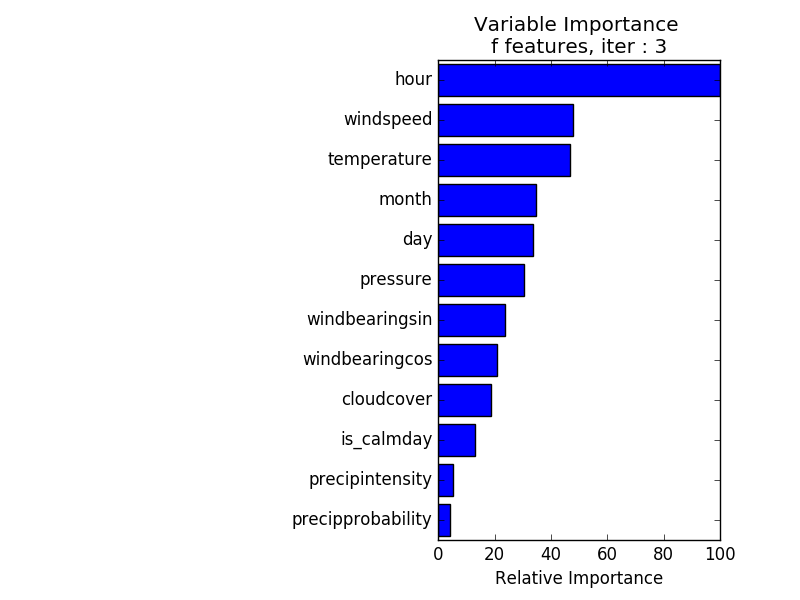 Variable Importance
f features, iter : 3
hour
windspeed
temperature
month
day
pressure
windbearingsin
windbearingcos
cloudcover
is_calmday
precipintensity
precipprobability
0 20 40 60 80 100
Relative Importance